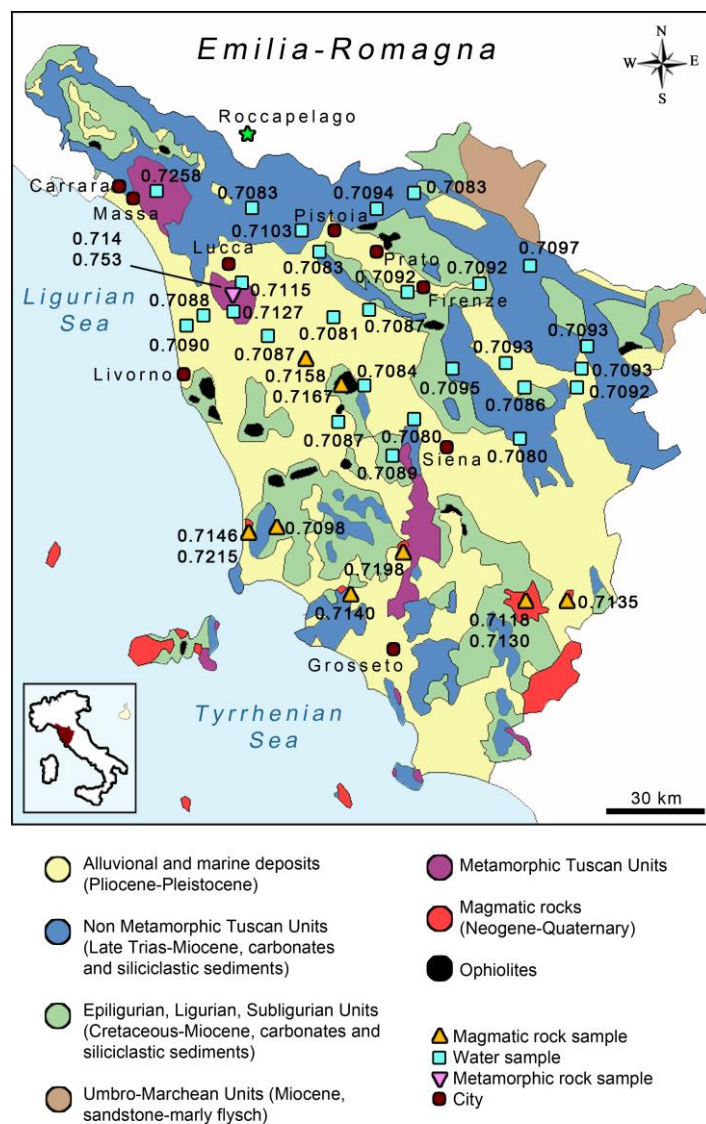 Emilia-Romagna
N
W E
S
Roccapelago
0.7258
Carrara
Massa
0.7083
0.7094
0.7083
Pistoia
0.7103
0.714
0.753
Lucca
0.7083
Prato
0.7092
0.7092
0.7097
Firenze
Ligurian
Sea
0.7115
0.7088
0.7127
0.7081
0.7087
0.7090
0.7087
0.7093
0.7093
Livorno
0.7158
0.7167
0.7084
0.7095
0.7086
0.7093
0.7092
0.7087
0.7080
0.7089
Siena
0.7080
0.7146
0.7215
0.7098
0.7198
0.7140
0.7118
0.7130
0.7135
Grosseto
Tyrrhenian
Sea
30 km
Alluvional and marine deposits
(Pliocene-Pleistocene)
Non Metamorphic Tuscan Units
(Late Trias-Miocene, carbonates
and siliciclastic sediments)
Epiligurian, Ligurian, Subligurian Units
(Cretaceous-Miocene, carbonates and
siliciclastic sediments)
Umbro-Marchean Units (Miocene,
sandstone-marly flysch)
Metamorphic Tuscan Units
Magmatic rocks
(Neogene-Quaternary)
Ophiolites
Magmatic rock sample
Water sample
Metamorphic rock sample
City